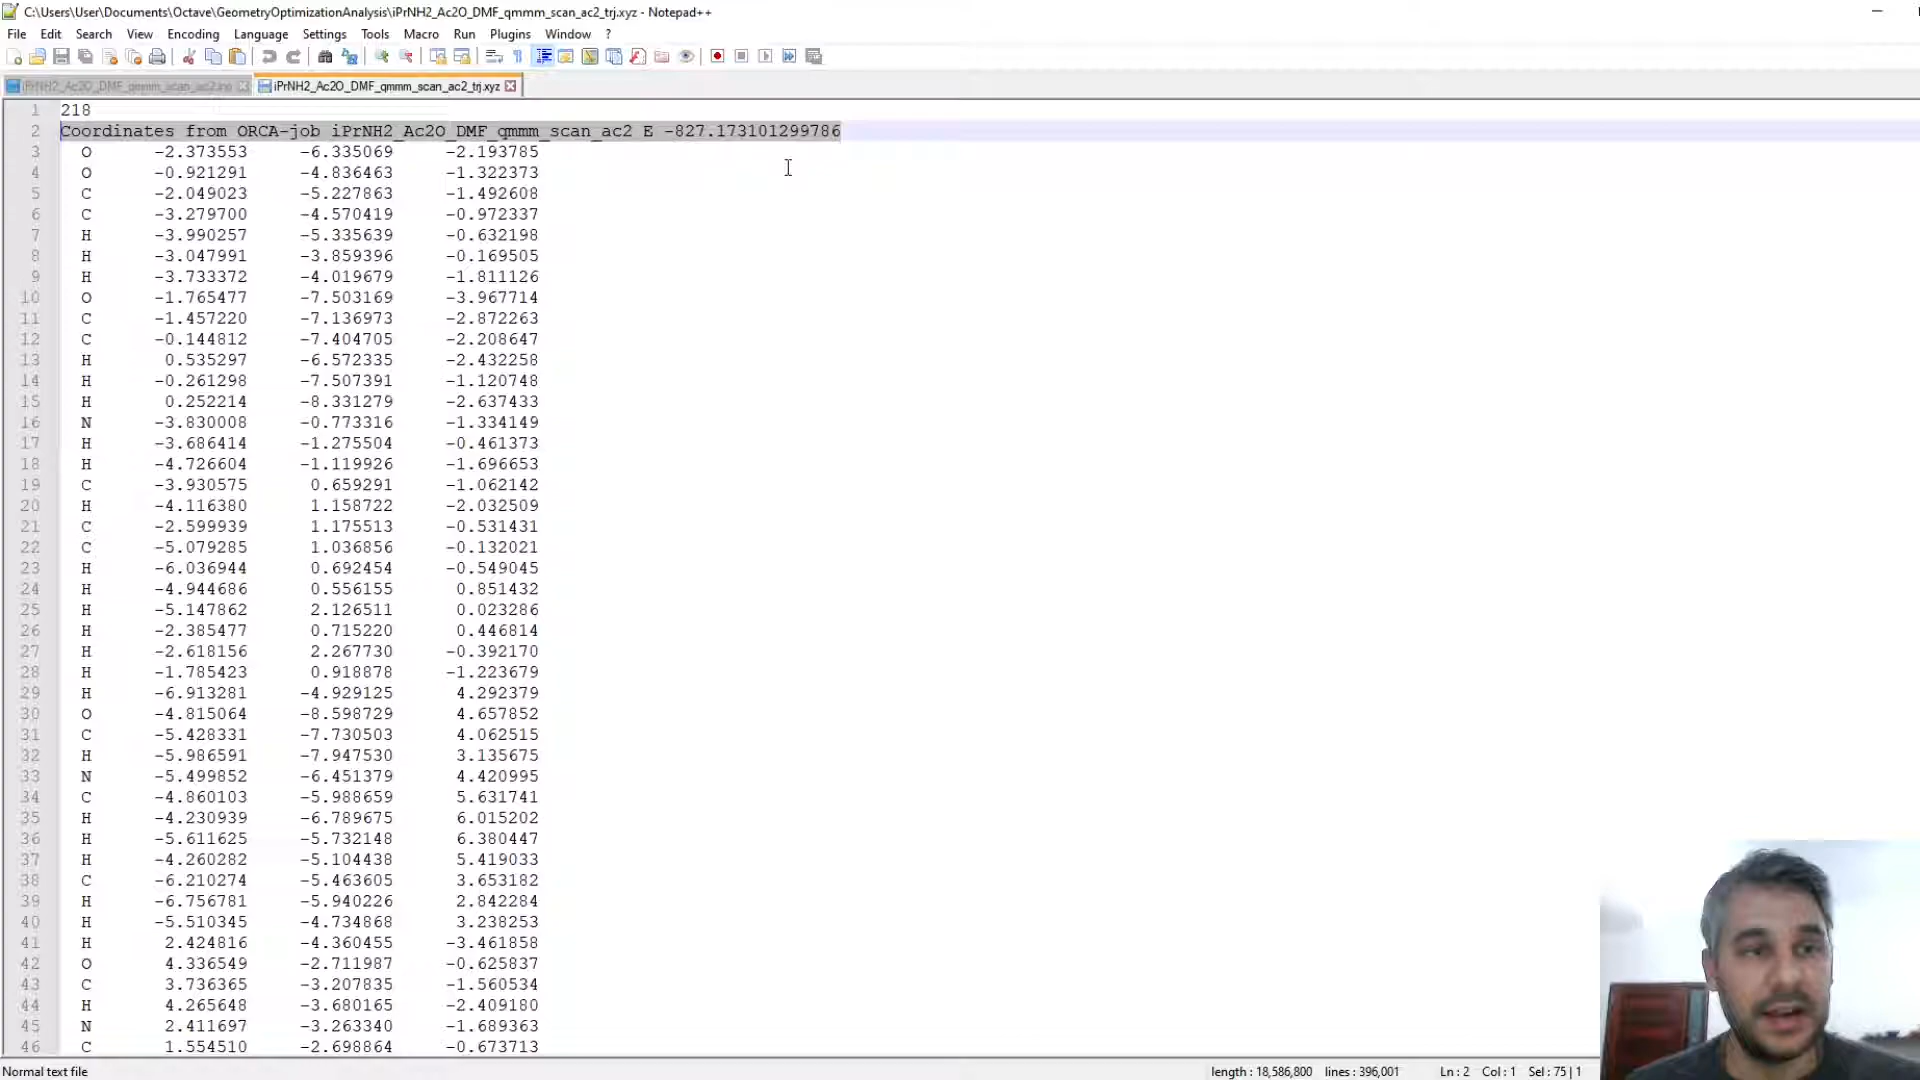 C:\Users\User\Documents\Octave\GeometryOptimizationAnalysis\iPrNH2_Ac2O_DMF_qmmm_scan_ac2_trj.xyz - Notepad++
File Edit Search View Encoding Language Settings Tools Macro Run Plugins Window ?
iPrNH2_Ac2O_DMF_qmmm_scan_ac2.inp iPrNH2_Ac2O_DMF_qmmm_scan_ac2_trj.xyz
1 218
2 Coordinates from ORCA-job iPrNH2_Ac2O_DMF_qmmm_scan_ac2 E -827.173101299786
3 O -2.373553 -6.335069 -2.193785
4 O -0.921291 -4.836463 -1.322373
5 C -2.049023 -5.227863 -1.492608
6 C -3.279700 -4.570419 -0.972337
7 H -3.990257 -5.335639 -0.632198
8 H -3.047991 -3.859396 -0.169505
9 H -3.733372 -4.019679 -1.811126
10 O -1.765477 -7.503169 -3.967714
11 C -1.457220 -7.136973 -2.872263
12 C -0.144812 -7.404705 -2.208647
13 H 0.535297 -6.572335 -2.432258
14 H -0.261298 -7.507391 -1.120748
15 H 0.252214 -8.331279 -2.637433
16 N -3.830008 -0.773316 -1.334149
17 H -3.686414 -1.275504 -0.461373
18 H -4.726604 -1.119926 -1.696653
19 C -3.930575 0.659291 -1.062142
20 H -4.116380 1.158722 -2.032509
21 C -2.599939 1.175513 -0.531431
22 C -5.079285 1.036856 -0.132021
23 H -6.036944 0.692454 -0.549045
24 H -4.944686 0.556155 0.851432
25 H -5.147862 2.126511 0.023286
26 H -2.385477 0.715220 0.446814
27 H -2.618156 2.267730 -0.392170
28 H -1.785423 0.918878 -1.223679
29 H -6.913281 -4.929125 4.292379
30 O -4.815064 -8.598729 4.657852
31 C -5.428331 -7.730503 4.062515
32 H -5.986591 -7.947530 3.135675
33 N -5.499852 -6.451379 4.420995
34 C -4.860103 -5.988659 5.631741
35 H -4.230939 -6.789675 6.015202
36 H -5.611625 -5.732148 6.380447
37 H -4.260282 -5.104438 5.419033
38 C -6.210274 -5.463605 3.653182
39 H -6.756781 -5.940226 2.842284
40 H -5.510345 -4.734868 3.238253
41 H 2.424816 -4.360455 -3.461858
42 O 4.336549 -2.711987 -0.625837
43 C 3.736365 -3.207835 -1.560534
44 H 4.265648 -3.680165 -2.409180
45 N 2.411697 -3.263340 -1.689363
46 C 1.554510 -2.698864 -0.673713
Normal text file length : 18,586,800 lines : 396,001 Ln : 2 Col : 1 Sel : 75 | 1